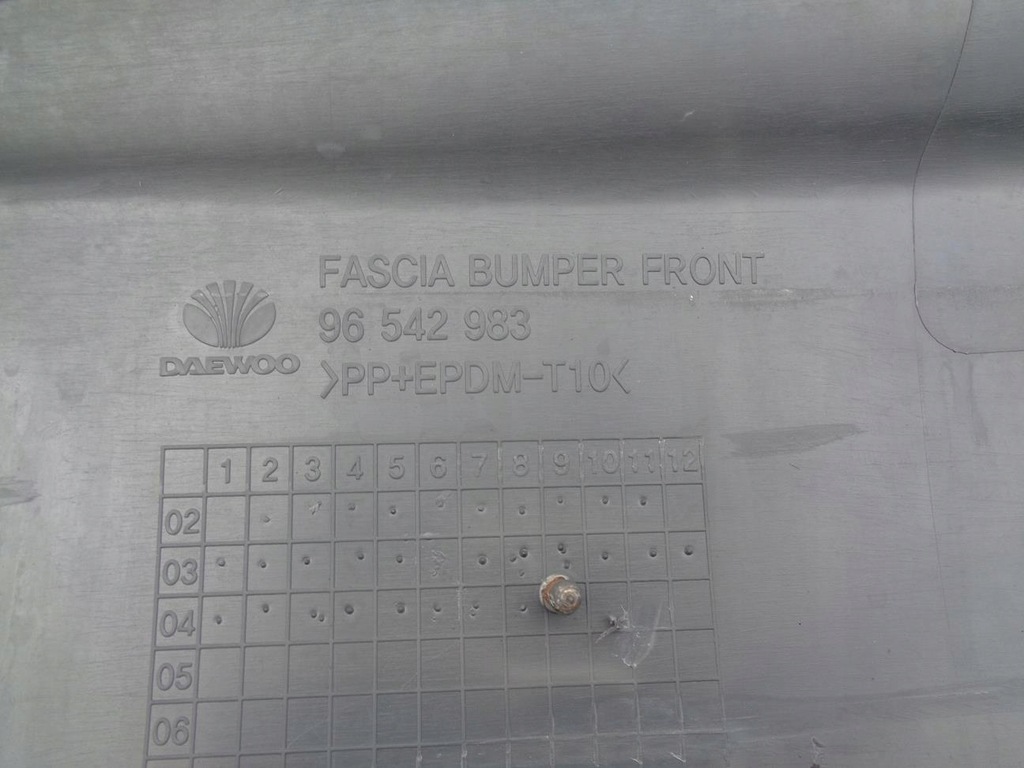 FASCIA BUMPER FRONT
96 542 983
DAEWOO
>PP+EPDM-T10<
1 2 3 4 5 6 7 8 9 10 11 12
02
03
04
05
06